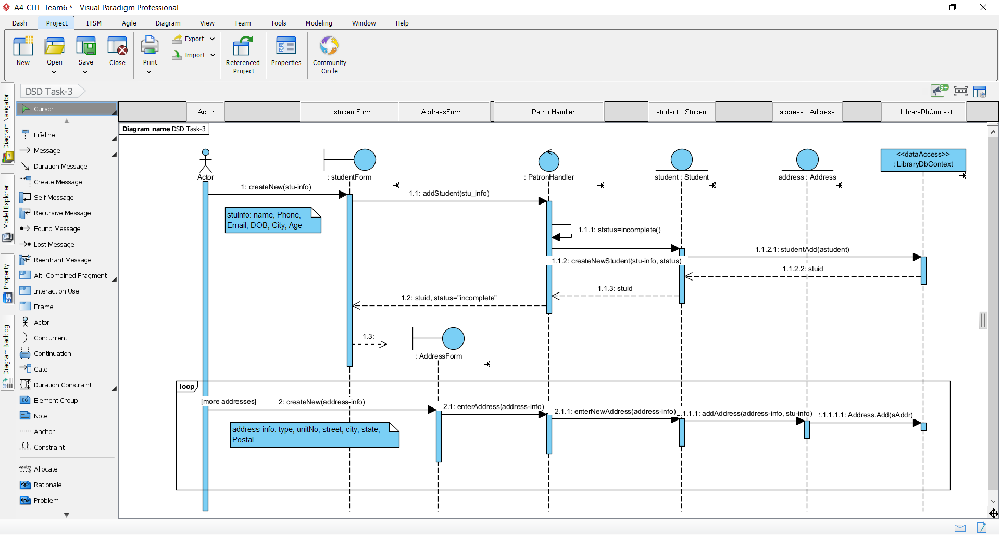 A4_CITL_Team6 * - Visual Paradigm Professional
Dash Project ITSM Agile Diagram View Team Tools Modeling Window Help
New Open Save Close Print Export Import Referenced Project Properties Community Circle
DSD Task-3
9+
Diagram Navigator
Model Explorer
Property
Diagram Backlog
Cursor
Lifeline
Message
Duration Message
Create Message
Self Message
Recursive Message
Found Message
Lost Message
Reentrant Message
Alt. Combined Fragment
Interaction Use
Frame
Actor
Concurrent
Continuation
Gate
Duration Constraint
EG Element Group
Note
Anchor
Constraint
Allocate
Rationale
Problem
Actor : studentForm : AddressForm : PatronHandler student : Student address : Address : LibraryDbContext
Diagram name DSD Task-3
<<dataAccess>>
: LibraryDbContext
Actor : studentForm : PatronHandler student : Student address : Address
1: createNew(stu-info)
1.1: addStudent(stu_info)
stuInfo: name, Phone,
Email, DOB, City, Age
1.1.1: status=incomplete()
1.1.2.1: studentAdd(astudent)
1.1.2: createNewStudent(stu-info, status)
1.1.2.2: stuid
1.1.3: stuid
1.2: stuid, status="incomplete"
1.3:
: AddressForm
loop
[more addresses]
2: createNew(address-info)
2.1: enterAddress(address-info)
2.1.1: enterNewAddress(address-info)
1.1.1: addAddress(address-info, stu-info)
.1.1.1.1: Address.Add(aAddr)
address-info: type, unitNo, street, city, state,
Postal